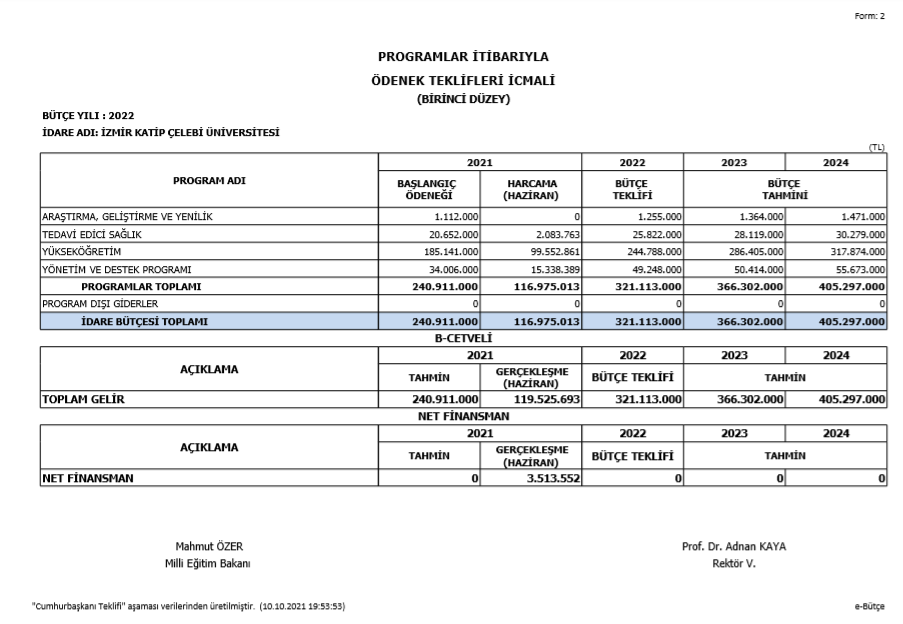 Form: 2
PROGRAMLAR İTİBARIYLA
ÖDENEK TEKLİFLERİ İCMALİ
(BİRİNCİ DÜZEY)
BÜTÇE YILI : 2022
İDARE ADI: İZMİR KATİP ÇELEBİ ÜNİVERSİTESİ
(TL)
PROGRAM ADI 2021 2022 2023 2024
BAŞLANGIÇ ÖDENEĞİ HARCAMA (HAZİRAN) BÜTÇE TEKLİFİ BÜTÇE TAHMİNİ
ARAŞTIRMA, GELİŞTİRME VE YENİLİK 1.112.000 0 1.255.000 1.364.000 1.471.000
TEDAVİ EDİCİ SAĞLIK 20.652.000 2.083.763 25.822.000 28.119.000 30.279.000
YÜKSEKÖĞRETİM 185.141.000 99.552.861 244.788.000 286.405.000 317.874.000
YÖNETİM VE DESTEK PROGRAMI 34.006.000 15.338.389 49.248.000 50.414.000 55.673.000
PROGRAMLAR TOPLAMI 240.911.000 116.975.013 321.113.000 366.302.000 405.297.000
PROGRAM DIŞI GİDERLER 0 0 0 0 0
İDARE BÜTÇESİ TOPLAMI 240.911.000 116.975.013 321.113.000 366.302.000 405.297.000
B-CETVELİ
AÇIKLAMA 2021 2022 2023 2024
TAHMİN GERÇEKLEŞME (HAZİRAN) BÜTÇE TEKLİFİ TAHMİN
TOPLAM GELİR 240.911.000 119.525.693 321.113.000 366.302.000 405.297.000
NET FİNANSMAN
AÇIKLAMA 2021 2022 2023 2024
TAHMİN GERÇEKLEŞME (HAZİRAN) BÜTÇE TEKLİFİ TAHMİN
NET FİNANSMAN 0 3.513.552 0 0 0
Mahmut ÖZER Prof. Dr. Adnan KAYA
Milli Eğitim Bakanı Rektör V.
"Cumhurbaşkanı Teklifi" aşaması verilerinden üretilmiştir. (10.10.2021 19:53:53) e-Bütçe